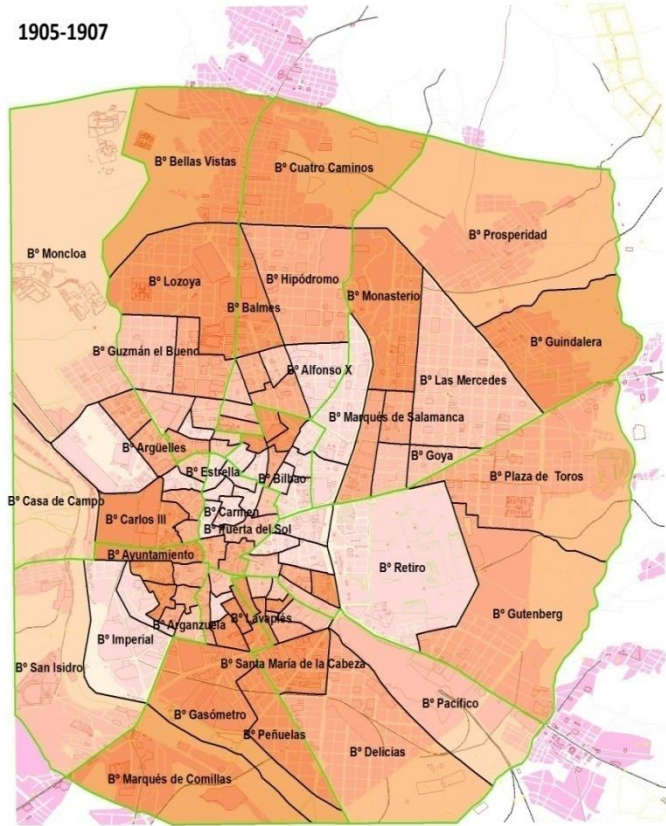 1905-1907
Bº Bellas Vistas
Bº Cuatro Caminos
Bº Prosperidad
Bº Moncloa
Bº Lozoya
Bº Hipódromo
Bº Balmes
Bº Monasterio
Bº Guindalera
Bº Guzmán el Bueno
Bº Alfonso X
Bº Las Mercedes
Bº Marqués de Salamanca
Bº Argüelles
Bº Goya
Bº Estrella
Bº Bilbao
Bº Plaza de Toros
Bº Casa de Campo
Bº Carlos III
Bº Carmen
Bº Puerta del Sol
Bº Ayuntamiento
Bº Retiro
Bº Gutenberg
Bº Imperial
Bº Arganzuela
Bº Lavapiés
Bº San Isidro
Bº Santa María de la Cabeza
Bº Pacífico
Bº Gasómetro
Bº Peñuelas
Bº Delicias
Bº Marqués de Comillas